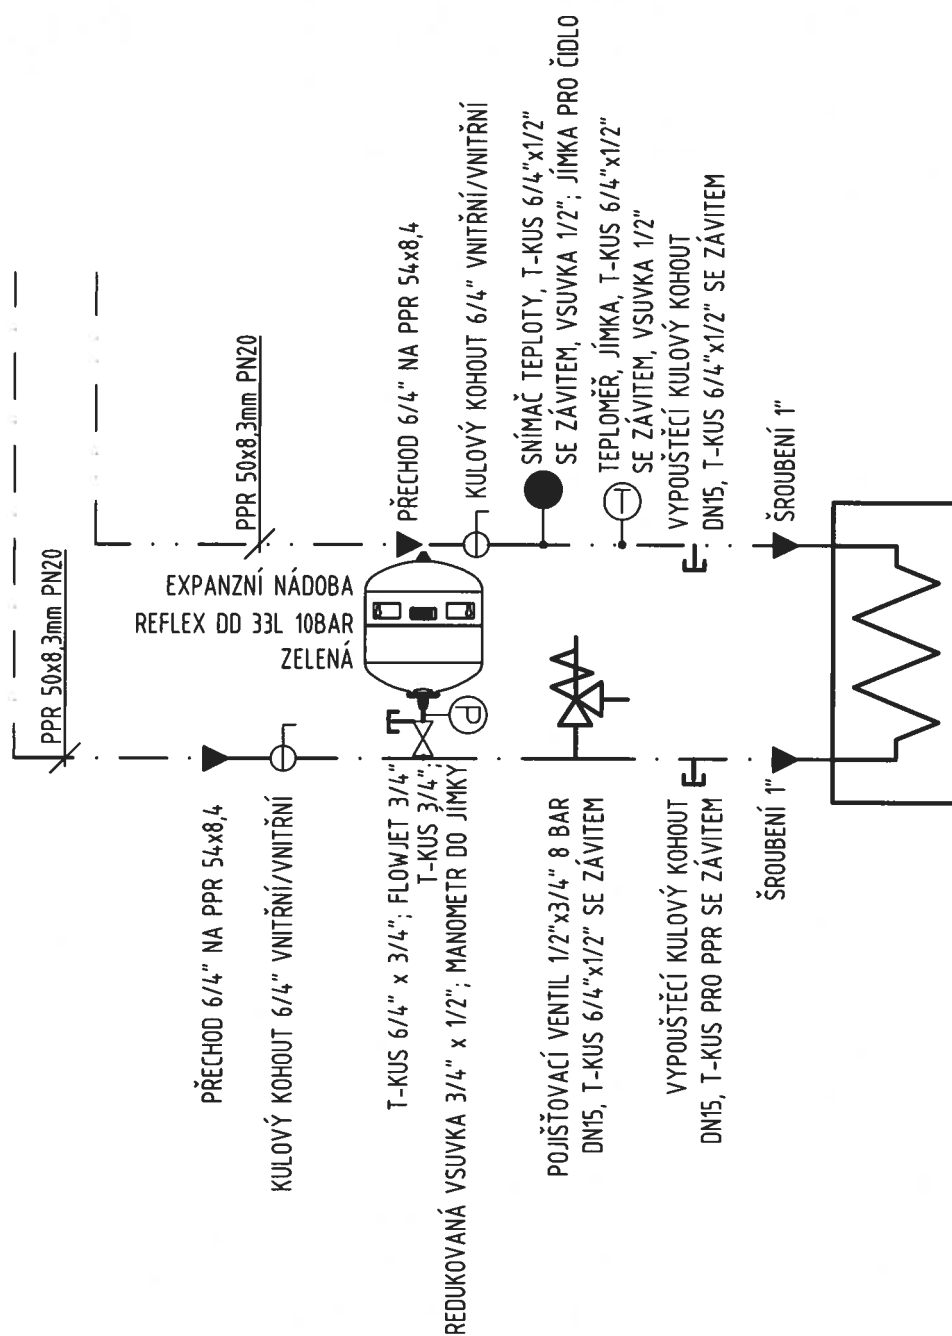 PPR 50x8,3mm PN20
PPR 50x8,3mm PN20
PŘECHOD 6/4" NA PPR 54x8,4
KULOVÝ KOHOUT 6/4" VNITŘNÍ/VNITŘNÍ
SNÍMAČ TEPLOTY, T-KUS 6/4"x1/2"
SE ZÁVITEM, VSUVKA 1/2"; JÍMKA PRO ČIDLO
TEPLOMĚR, JÍMKA, T-KUS 6/4"x1/2"
SE ZÁVITEM, VSUVKA 1/2"
VYPOUŠTĚCÍ KULOVÝ KOHOUT
DN15, T-KUS 6/4"x1/2" SE ZÁVITEM
ŠROUBENÍ 1"
T
EXPANZNÍ NÁDOBA
REFLEX DD 33L 10BAR
ZELENÁ
P
PŘECHOD 6/4" NA PPR 54x8,4
KULOVÝ KOHOUT 6/4" VNITŘNÍ/VNITŘNÍ
T-KUS 6/4" x 3/4"; FLOWJET 3/4"
T-KUS 3/4";
REDUKOVANÁ VSUVKA 3/4" x 1/2"; MANOMETR DO JÍMKY
POJIŠŤOVACÍ VENTIL 1/2"x3/4" 8 BAR
DN15, T-KUS 6/4"x1/2" SE ZÁVITEM
VYPOUŠTĚCÍ KULOVÝ KOHOUT
DN15, T-KUS PRO PPR SE ZÁVITEM
ŠROUBENÍ 1"